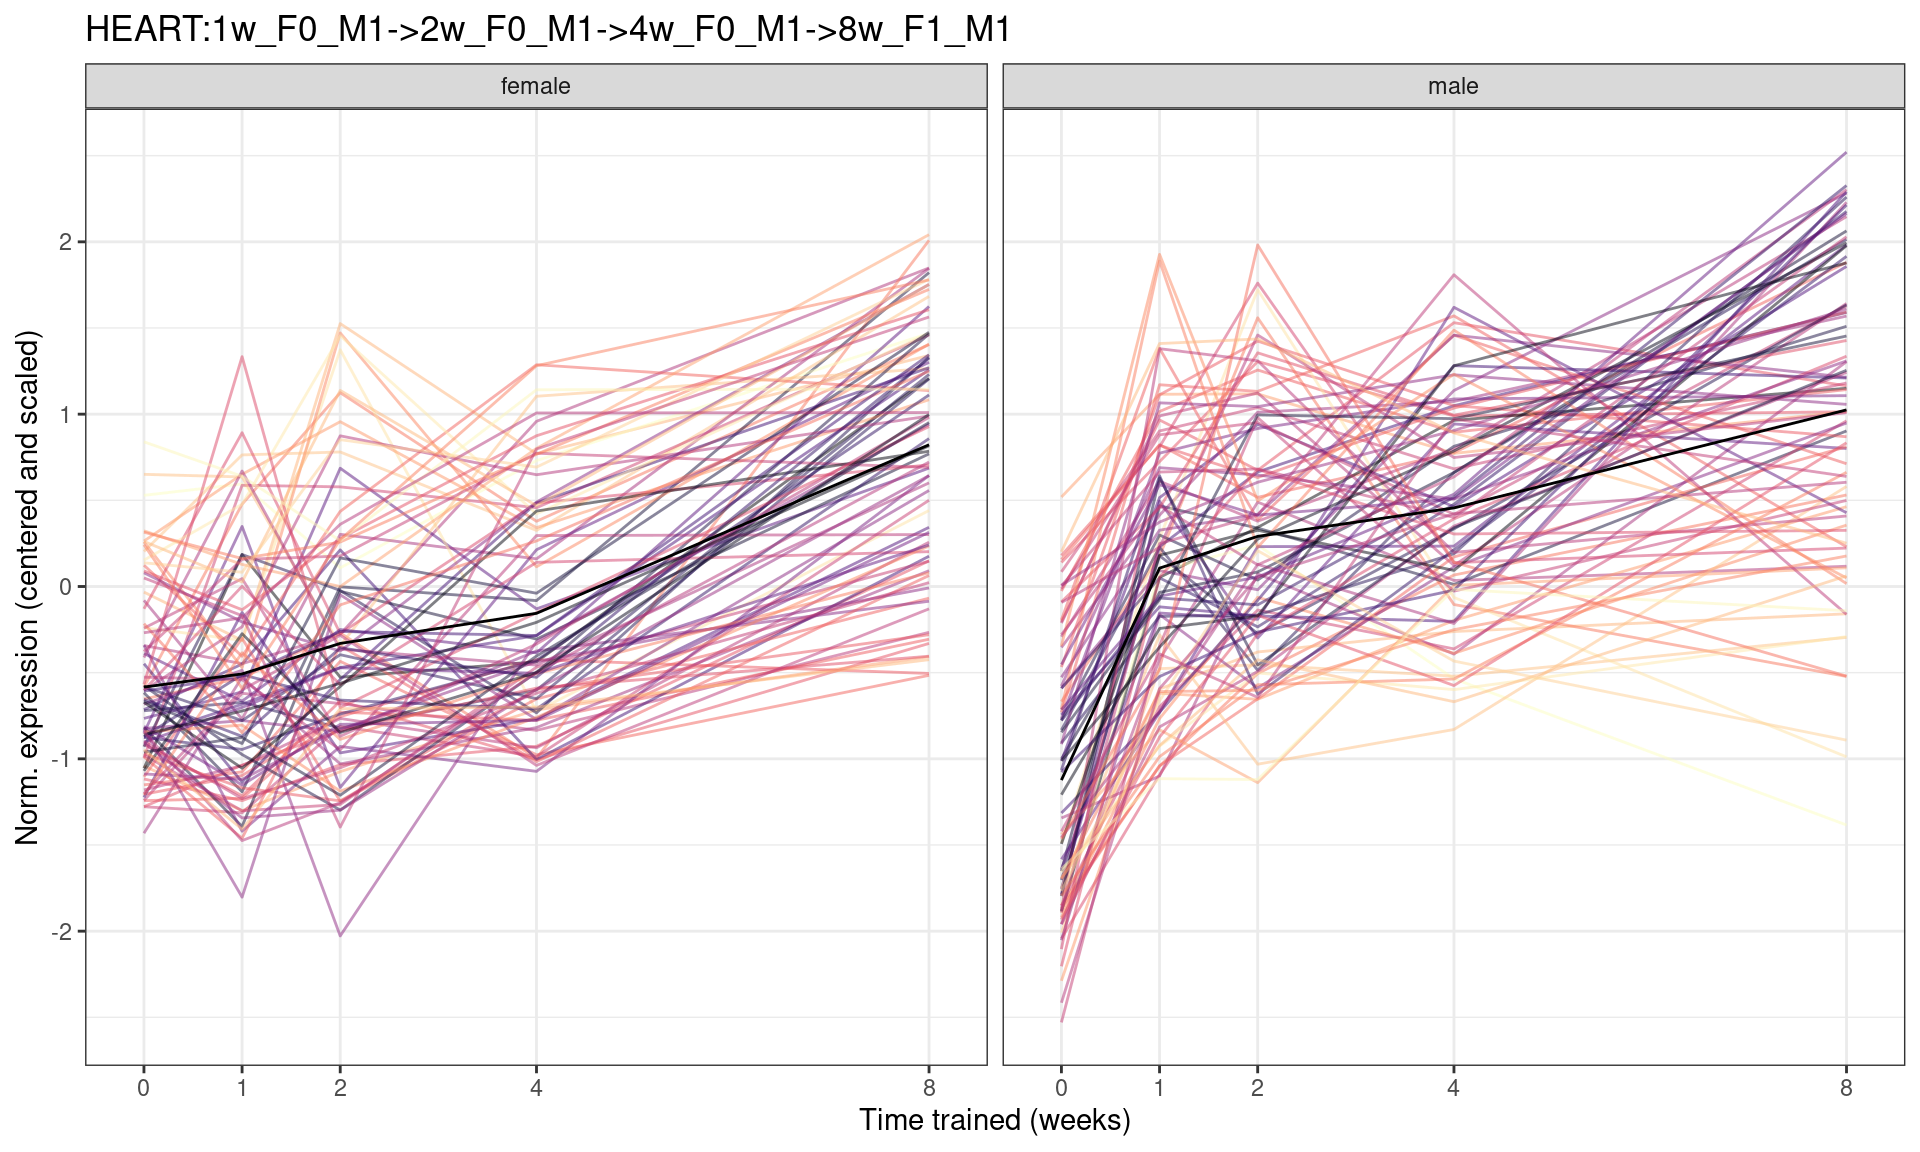 HEART:1w_F0_M1->2w_F0_M1->4w_F0_M1->8w_F1_M1
female
male
Norm. expression (centered and scaled)
2
1
0
-1
-2
0 1 2 4 8
0 1 2 4 8
Time trained (weeks)